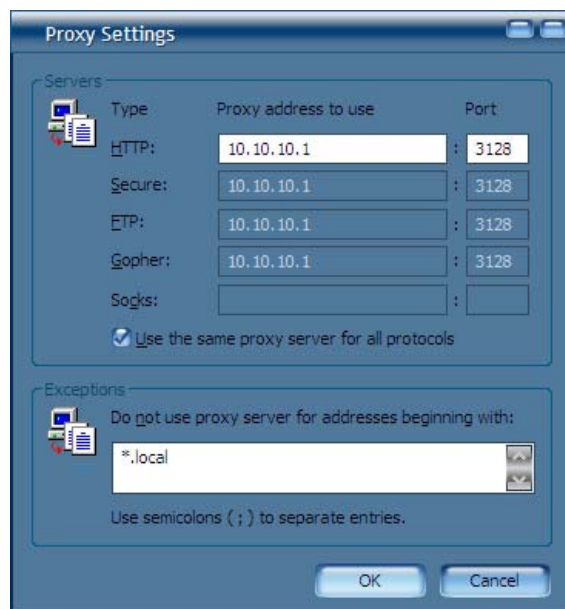 Proxy Settings
Servers
Type Proxy address to use Port
HTTP: 10.10.10.1 : 3128
Secure: 10.10.10.1 : 3128
FTP: 10.10.10.1 : 3128
Gopher: 10.10.10.1 : 3128
Socks: :
Use the same proxy server for all protocols
Exceptions
Do not use proxy server for addresses beginning with:
*.local
Use semicolons ( ; ) to separate entries.
OK Cancel